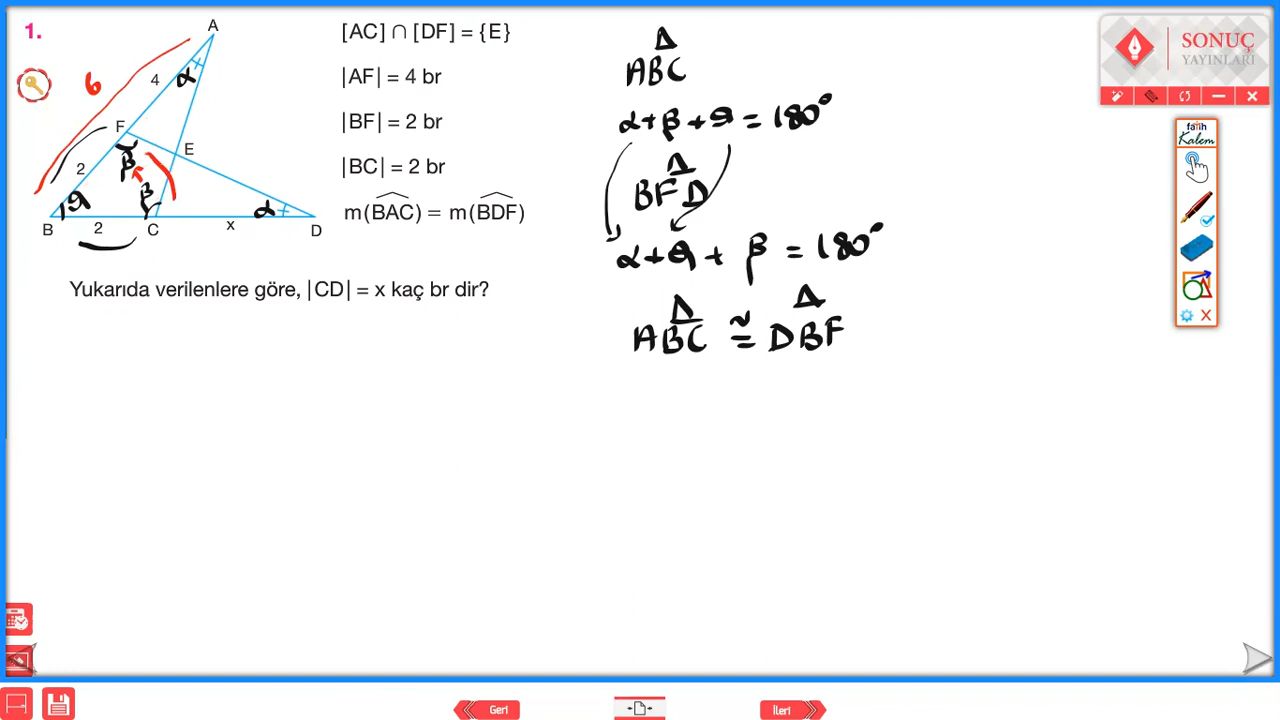 1.
[AC] ∩ [DF] = {E}
|AF| = 4 br
|BF| = 2 br
|BC| = 2 br
m(BAC) = m(BDF)
A
4
6
α
F
E
2
β
β
θ
α
B
2
C
x
D
Yukarıda verilenlere göre, |CD| = x kaç br dir?
Δ
ABC
α + β + θ = 180°
Δ
BFD
α + θ + β = 180°
Δ Δ
ABC ≅ DBF
SONUÇ
YAYINLARI
fatih
Kalem
Geri
İleri